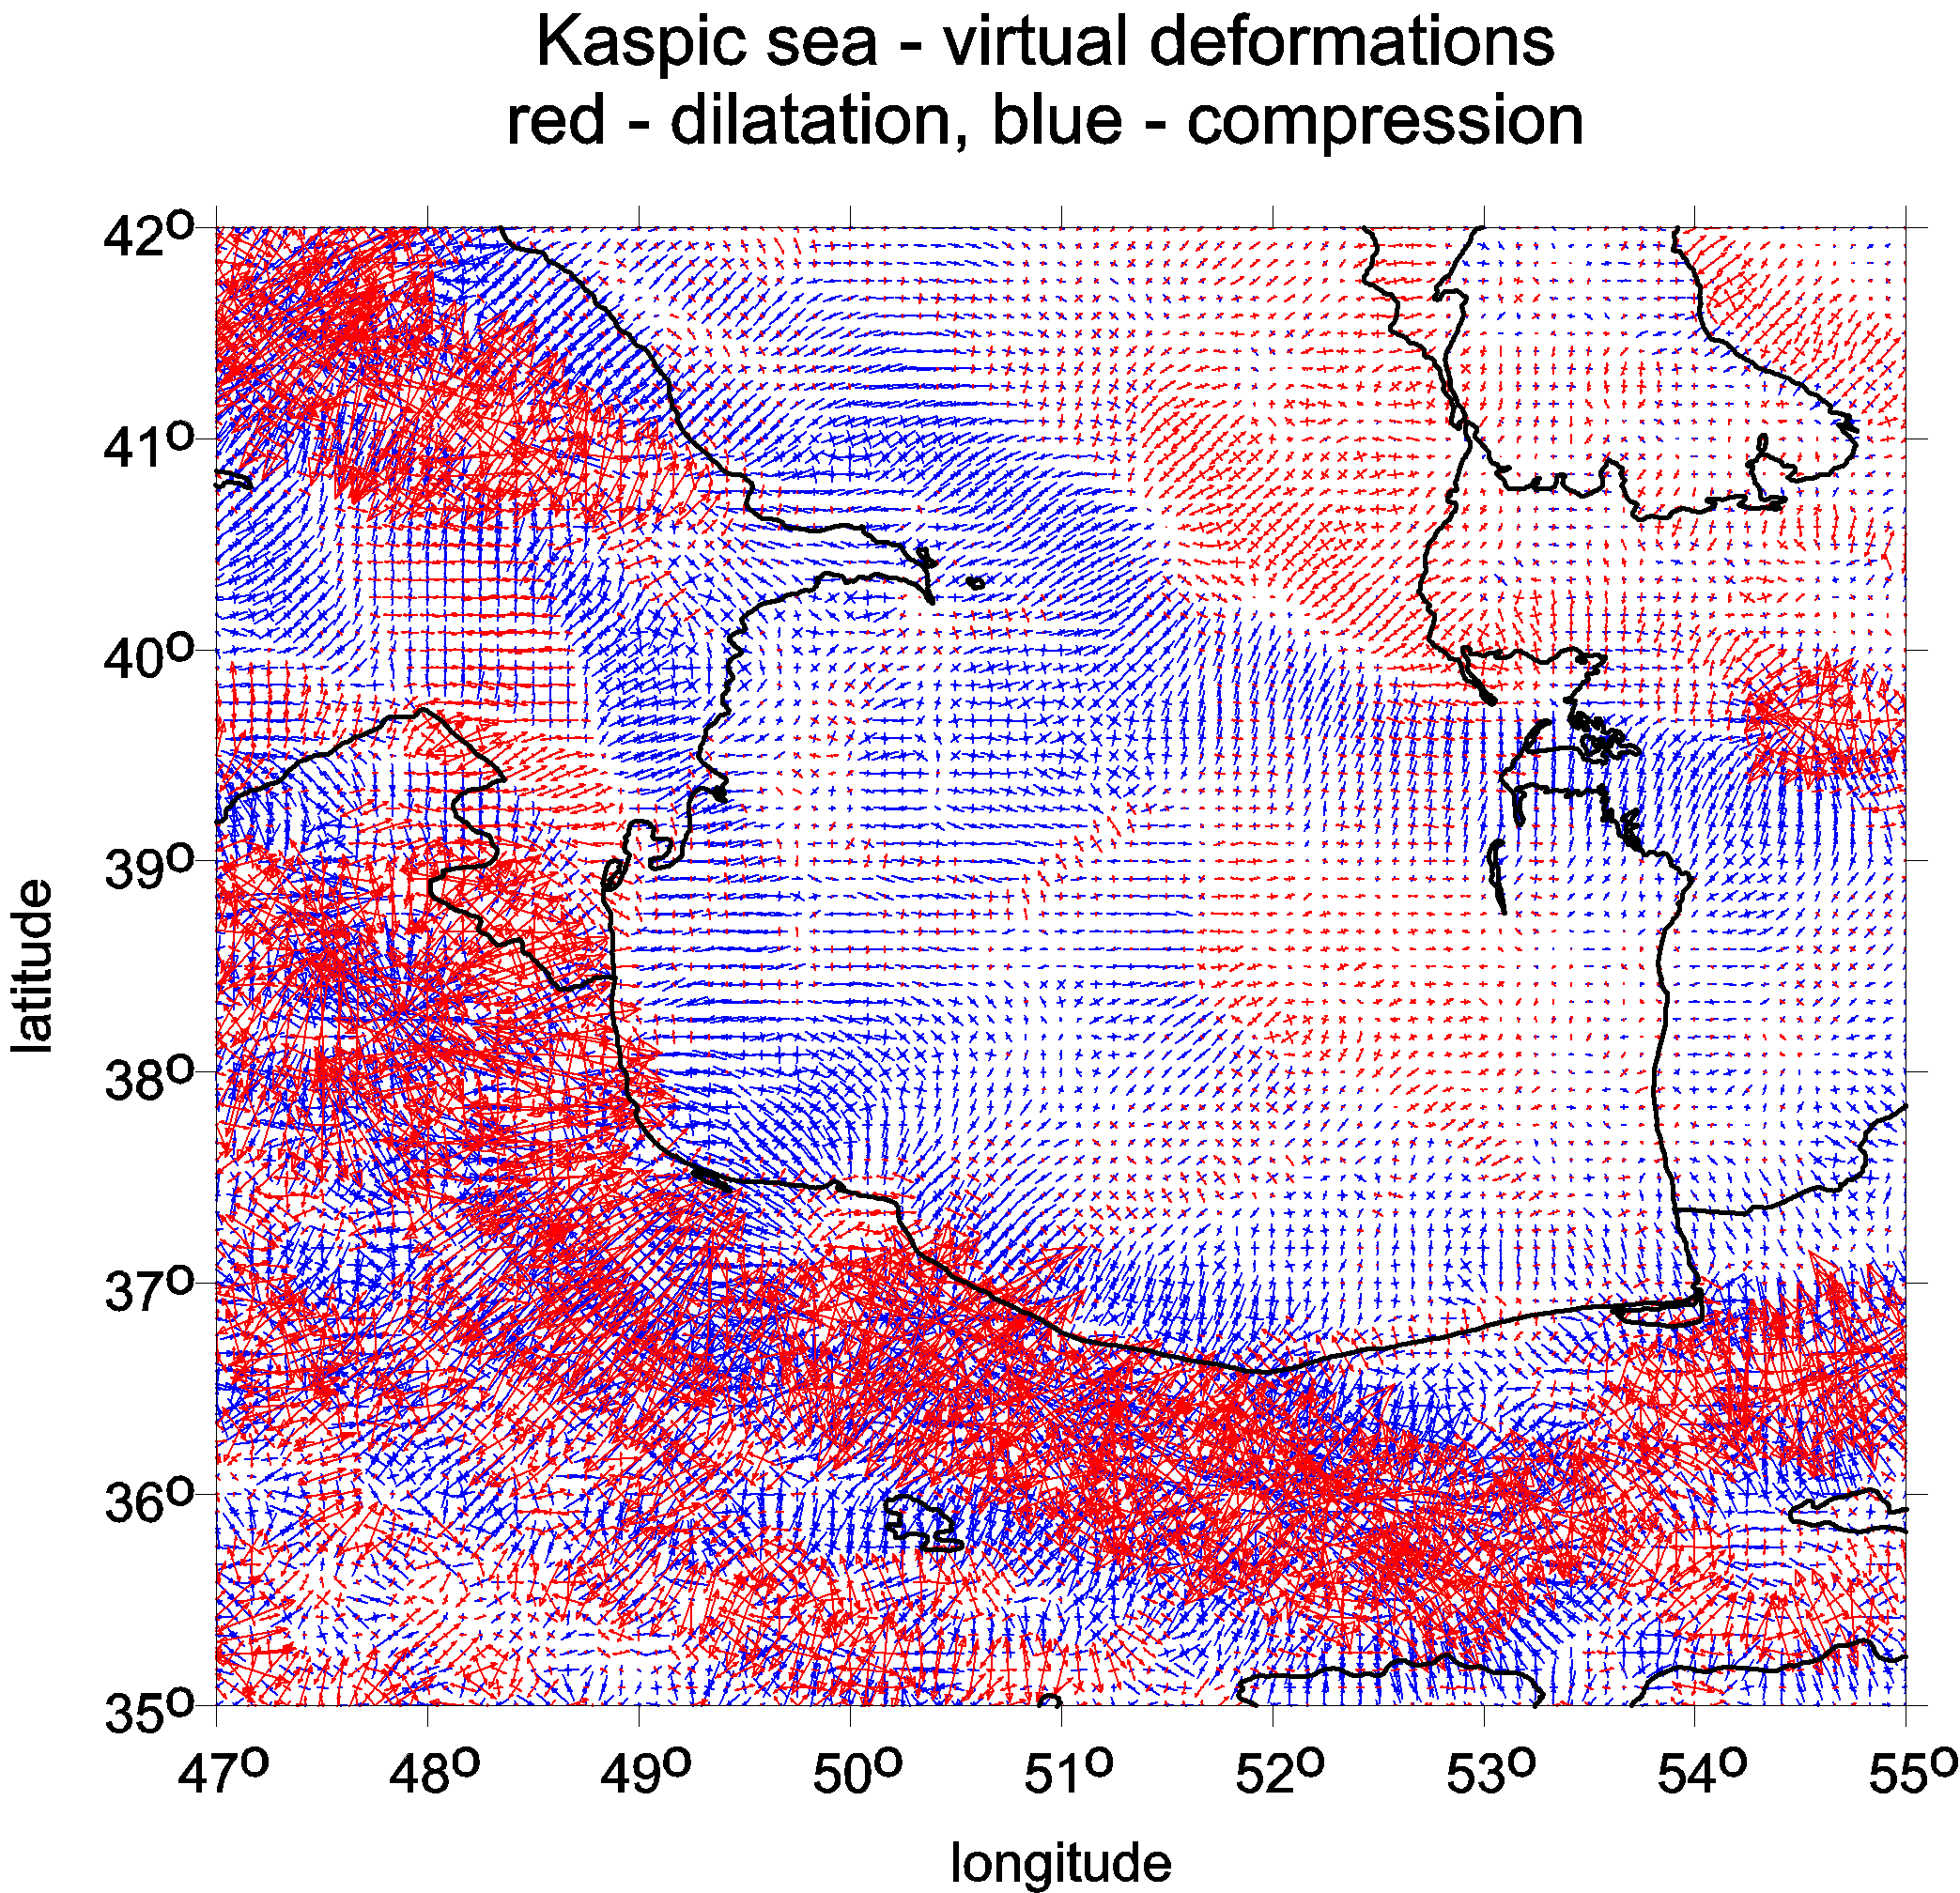 Kaspic sea - virtual deformations
red - dilatation, blue - compression
42º
41º
40º
39º
38º
37º
36º
35º
latitude
47º 48º 49º 50º 51º 52º 53º 54º 55º
longitude